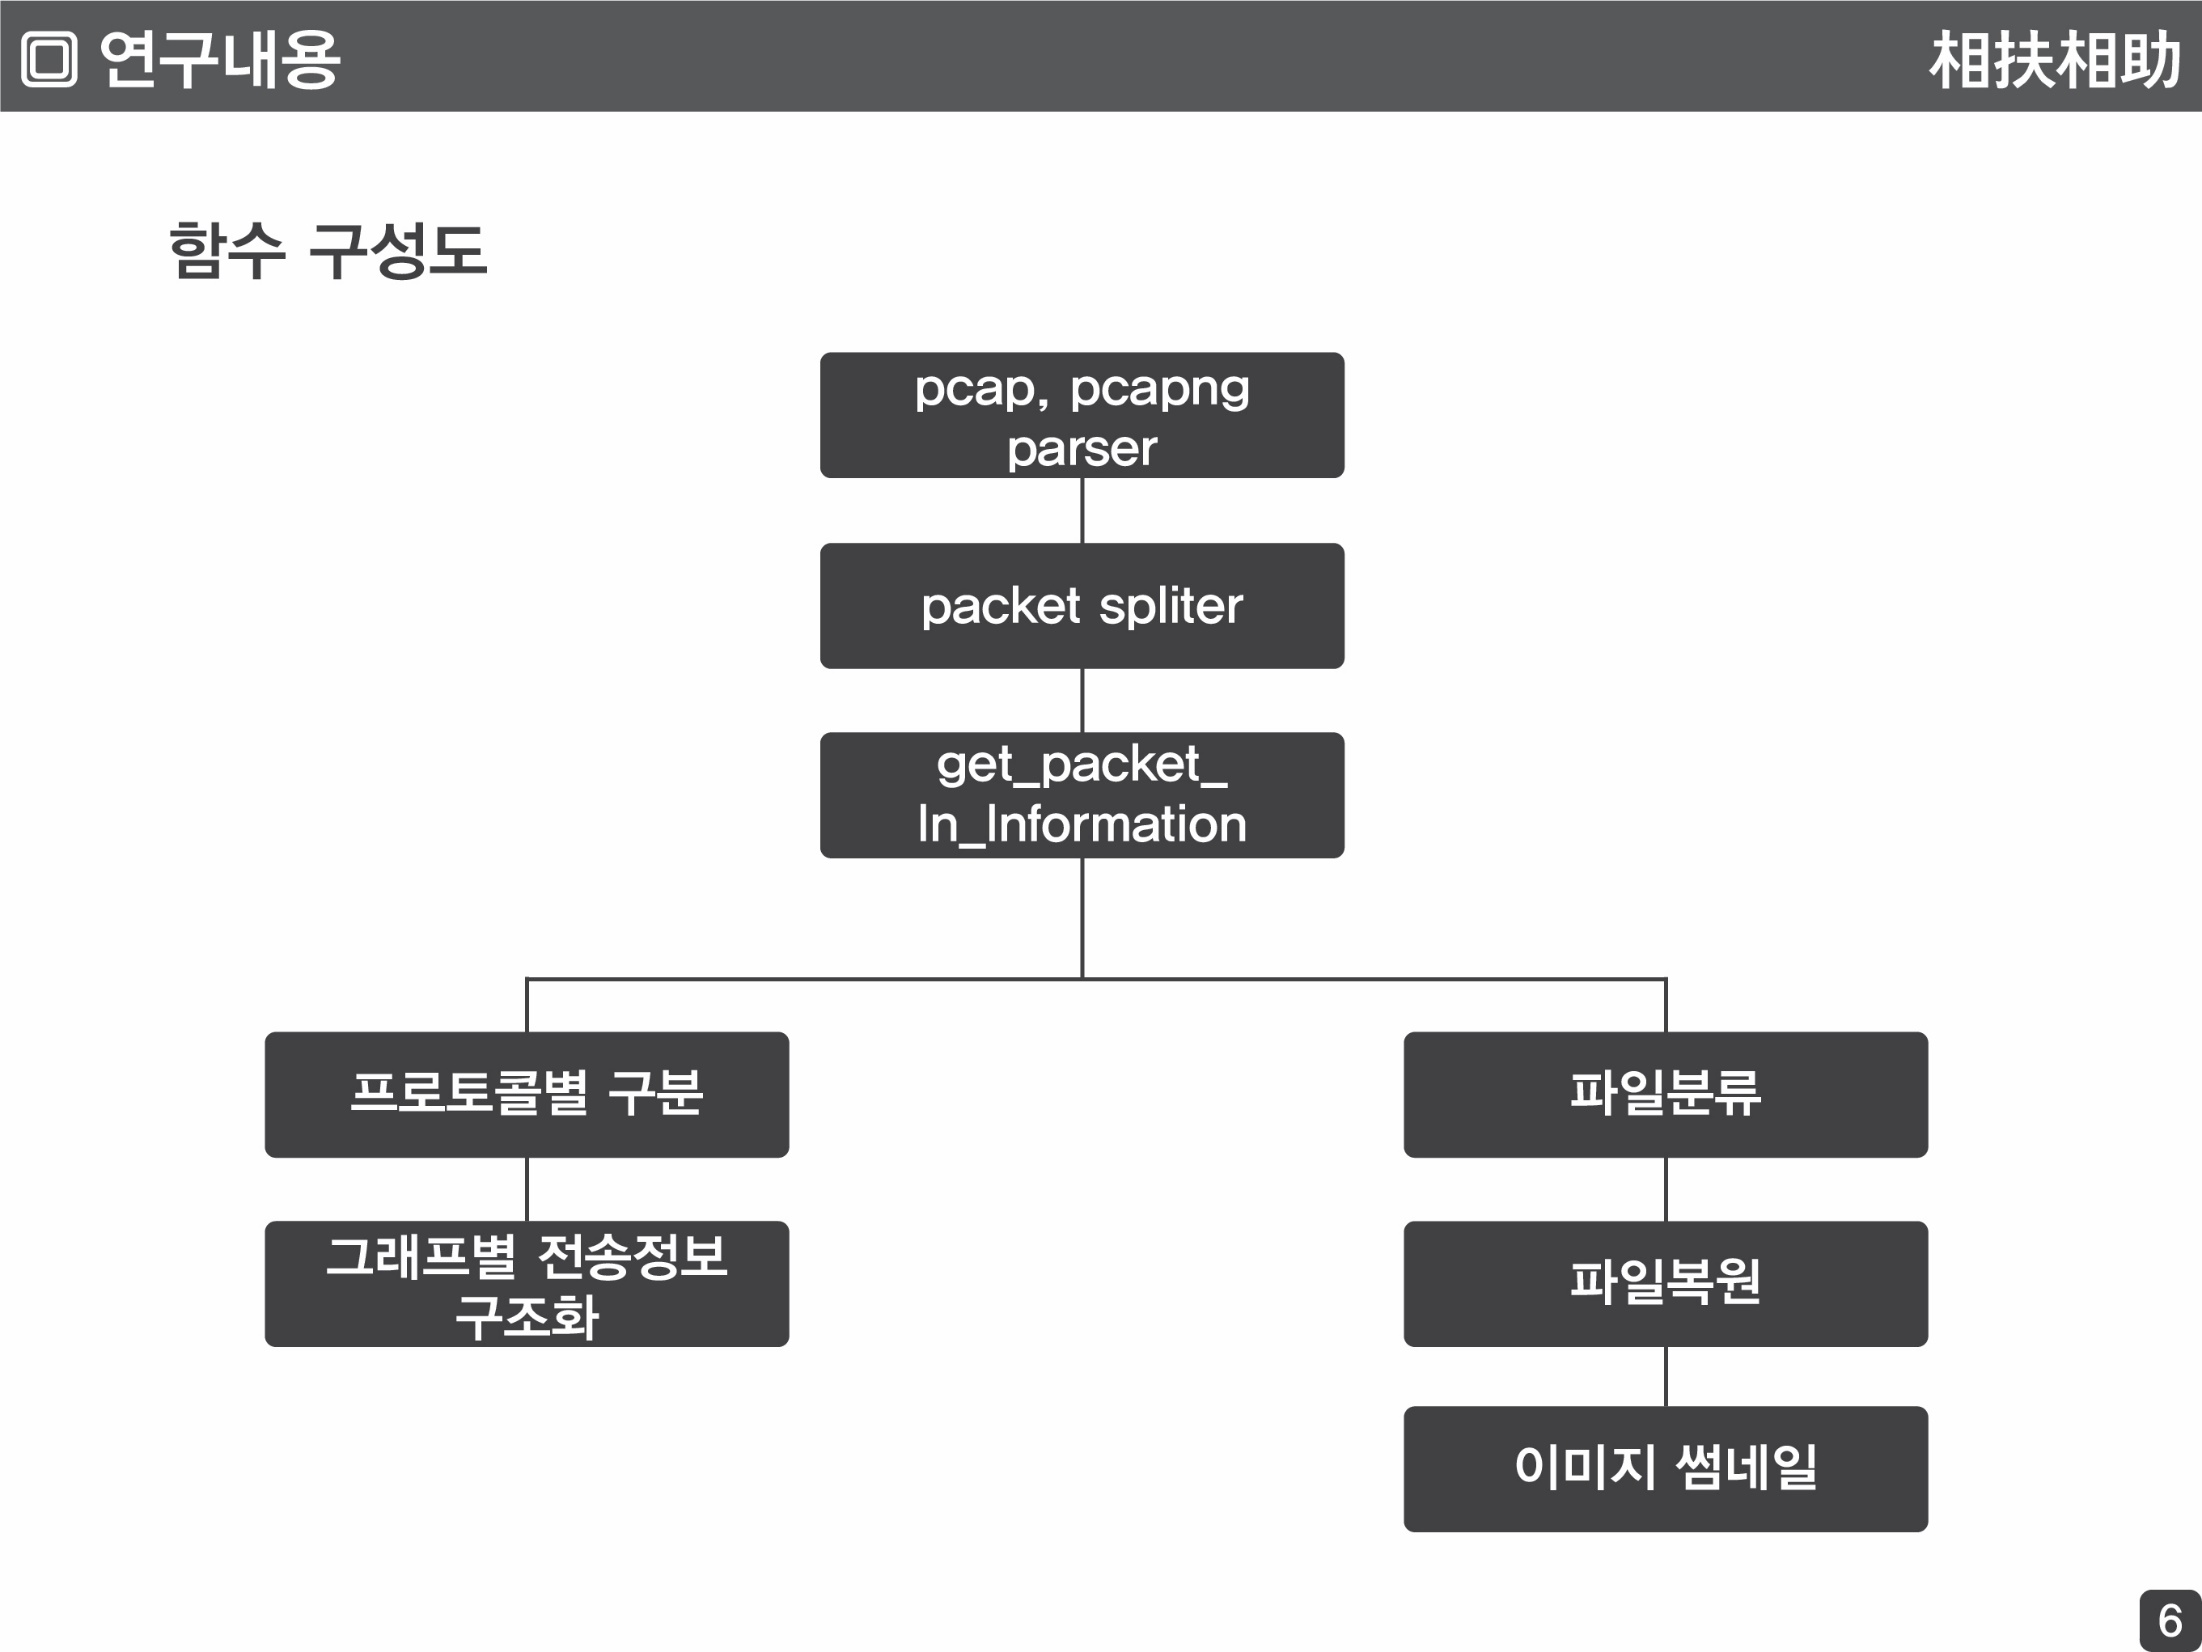 연구내용
相扶相助
함수 구성도
pcap, pcapng
parser
packet spliter
get_packet_
In_Information
프로토콜별 구분
파일분류
그래프별 전송정보
구조화
파일복원
이미지 썸네일
6